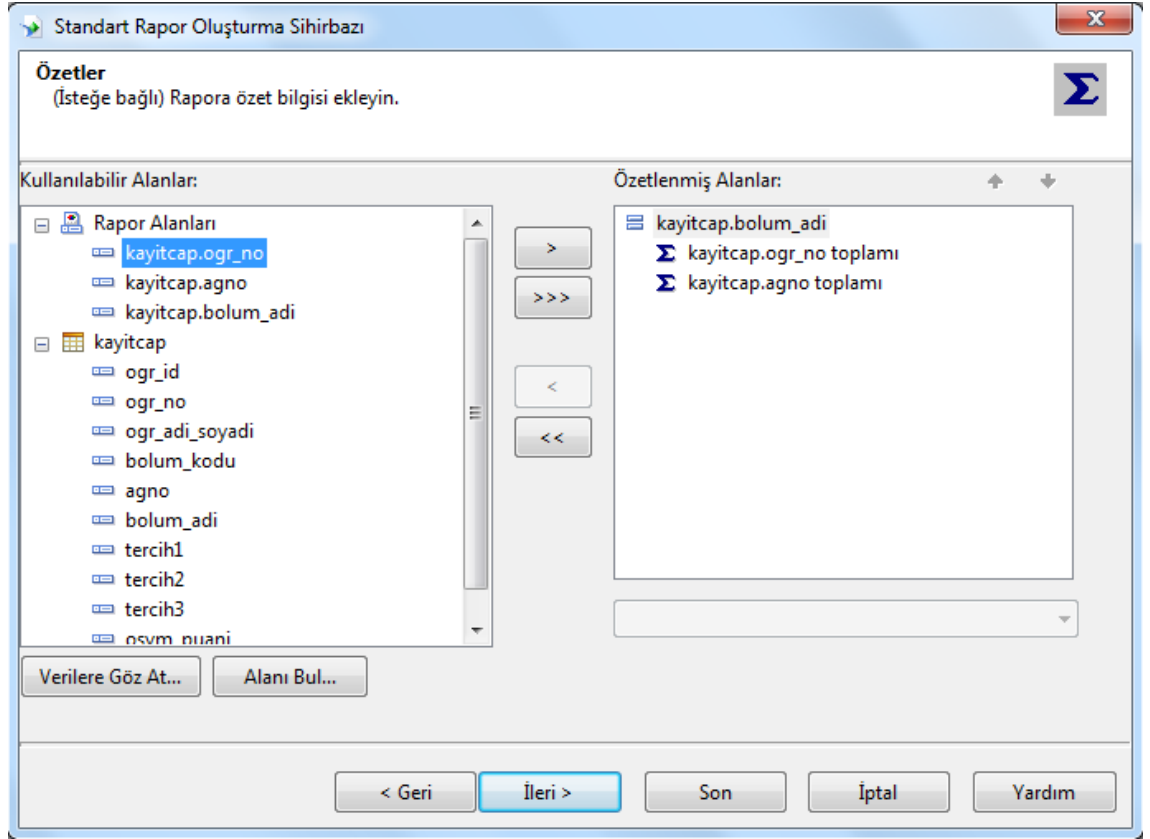 Standart Rapor Oluşturma Sihirbazı
x
Özetler
(İsteğe bağlı) Rapora özet bilgisi ekleyin.
Σ
Kullanılabilir Alanlar:
Rapor Alanları
kayitcap.ogr_no
kayitcap.agno
kayitcap.bolum_adi
kayitcap
ogr_id
ogr_no
ogr_adi_soyadi
bolum_kodu
agno
bolum_adi
tercih1
tercih2
tercih3
osym_puani
>
>>>
<
<<
Özetlenmiş Alanlar:
kayitcap.bolum_adi
Σ kayitcap.ogr_no toplamı
Σ kayitcap.agno toplamı
Verilere Göz At...
Alanı Bul...
< Geri
İleri >
Son
İptal
Yardım